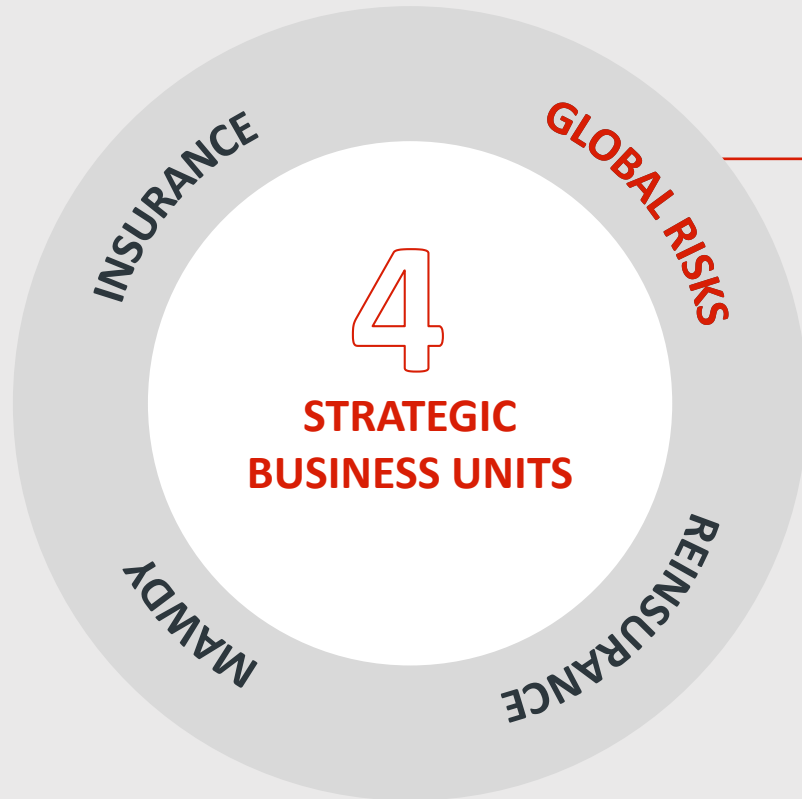 INSURANCE
GLOBAL RISKS
4
STRATEGIC
BUSINESS UNITS
MAWDY
REINSURANCE